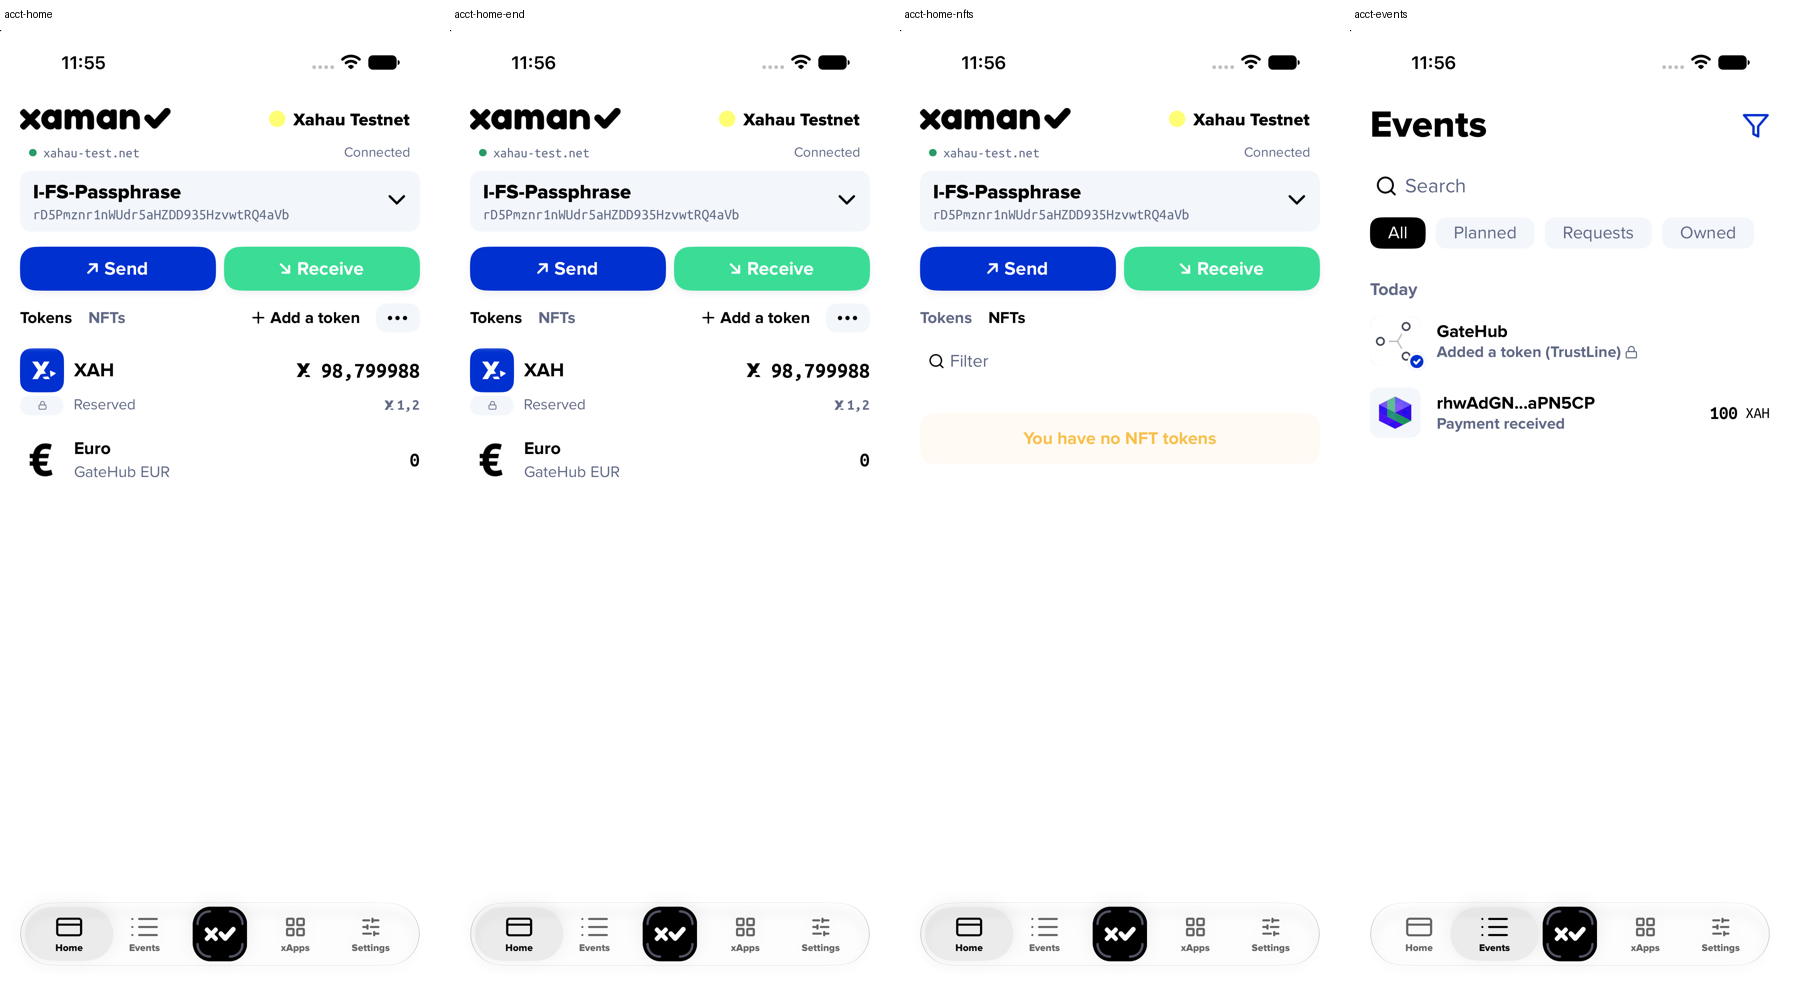 acct-home
11:55
xaman
Xahau Testnet
xahau-test.net
Connected
I-FS-Passphrase
rD5Pmznr1nWUdr5aHZDD935HzvwtRQ4aVb
Send
Receive
Tokens
NFTs
+ Add a token
XAH
98,799988
Reserved
1,2
€
Euro
GateHub EUR
0
Home
Events
xApps
Settings
acct-home-end
11:56
xaman
Xahau Testnet
xahau-test.net
Connected
I-FS-Passphrase
rD5Pmznr1nWUdr5aHZDD935HzvwtRQ4aVb
Send
Receive
Tokens
NFTs
+ Add a token
XAH
98,799988
Reserved
1,2
€
Euro
GateHub EUR
0
Home
Events
xApps
Settings
acct-home-nfts
11:56
xaman
Xahau Testnet
xahau-test.net
Connected
I-FS-Passphrase
rD5Pmznr1nWUdr5aHZDD935HzvwtRQ4aVb
Send
Receive
Tokens
NFTs
Filter
You have no NFT tokens
Home
Events
xApps
Settings
acct-events
11:56
Events
Search
All
Planned
Requests
Owned
Today
GateHub
Added a token (TrustLine)
rhwAdGN...aPN5CP
Payment received
100 XAH
Home
Events
xApps
Settings